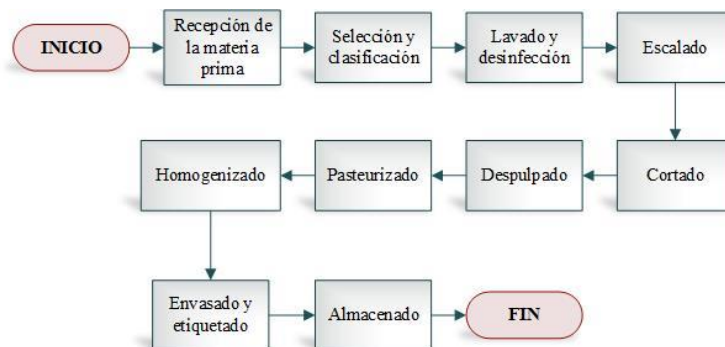 INICIO
Recepción de
la materia
prima
Selección y
clasificación
Lavado y
desinfección
Escalado
Cortado
Despulpado
Pasteurizado
Homogenizado
Envasado y
etiquetado
Almacenado
FIN